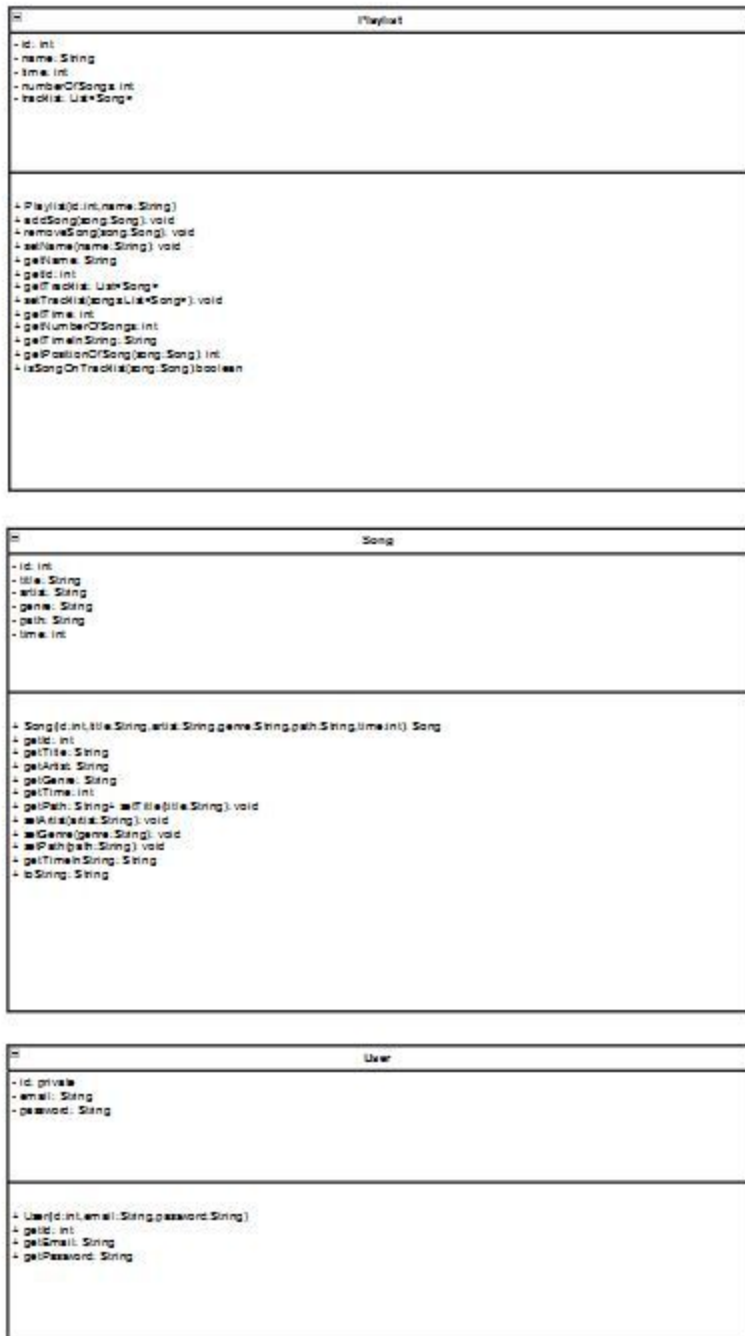 Playlist
- id: int
- name: String
- time: int
- numberOfSongs: int
- tracklist: List<Song>
+ Playlist(id:int,name:String)
+ addSong(song:Song): void
+ removeSong(song:Song): void
+ setName(name:String): void
+ getName: String
+ getId: int
+ getTracklist: List<Song>
+ setTracklist(songs:List<Song>): void
+ getTime: int
+ getNumberOfSongs: int
+ getTimeInString: String
+ getPositionOfSong(song:Song): int
+ isSongOnTracklist(song:Song):boolean
Song
- id: int
- title: String
- artist: String
- genre: String
- path: String
- time: int
+ Song(id:int,title:String,artist:String,genre:String,path:String,time:int): Song
+ getId: int
+ getTitle: String
+ getArtist: String
+ getGenre: String
+ getTime: int
+ getPath: String+ setTitle(title:String): void
+ setArtist(artist:String): void
+ setGenre(genre:String): void
+ setPath(path:String): void
+ getTimeInString: String
+ toString: String
User
- id: private
- email: String
- password: String
+ User(id:int,email:String,password:String)
+ getId: int
+ getEmail: String
+ getPassword: String